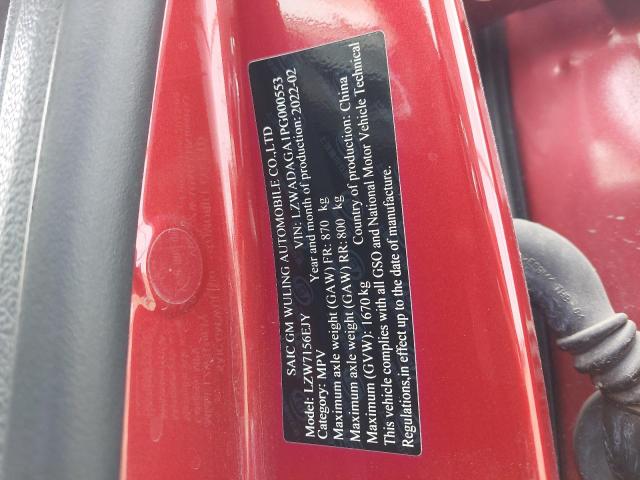 SAIC GM WULING AUTOMOBILE CO.,LTD
Model: LZW7156EJY VIN: LZWADAGA1PG000553
Category: MPV Year and month of production: 2022-02
Maximum axle weight (GAW) FR: 870 kg
Maximum axle weight (GAW) RR: 800 kg
Maximum (GVW): 1670 kg Country of production: China
This vehicle complies with all GSO and National Motor Vehicle Technical
Regulations,in effect up to the date of manufacture.